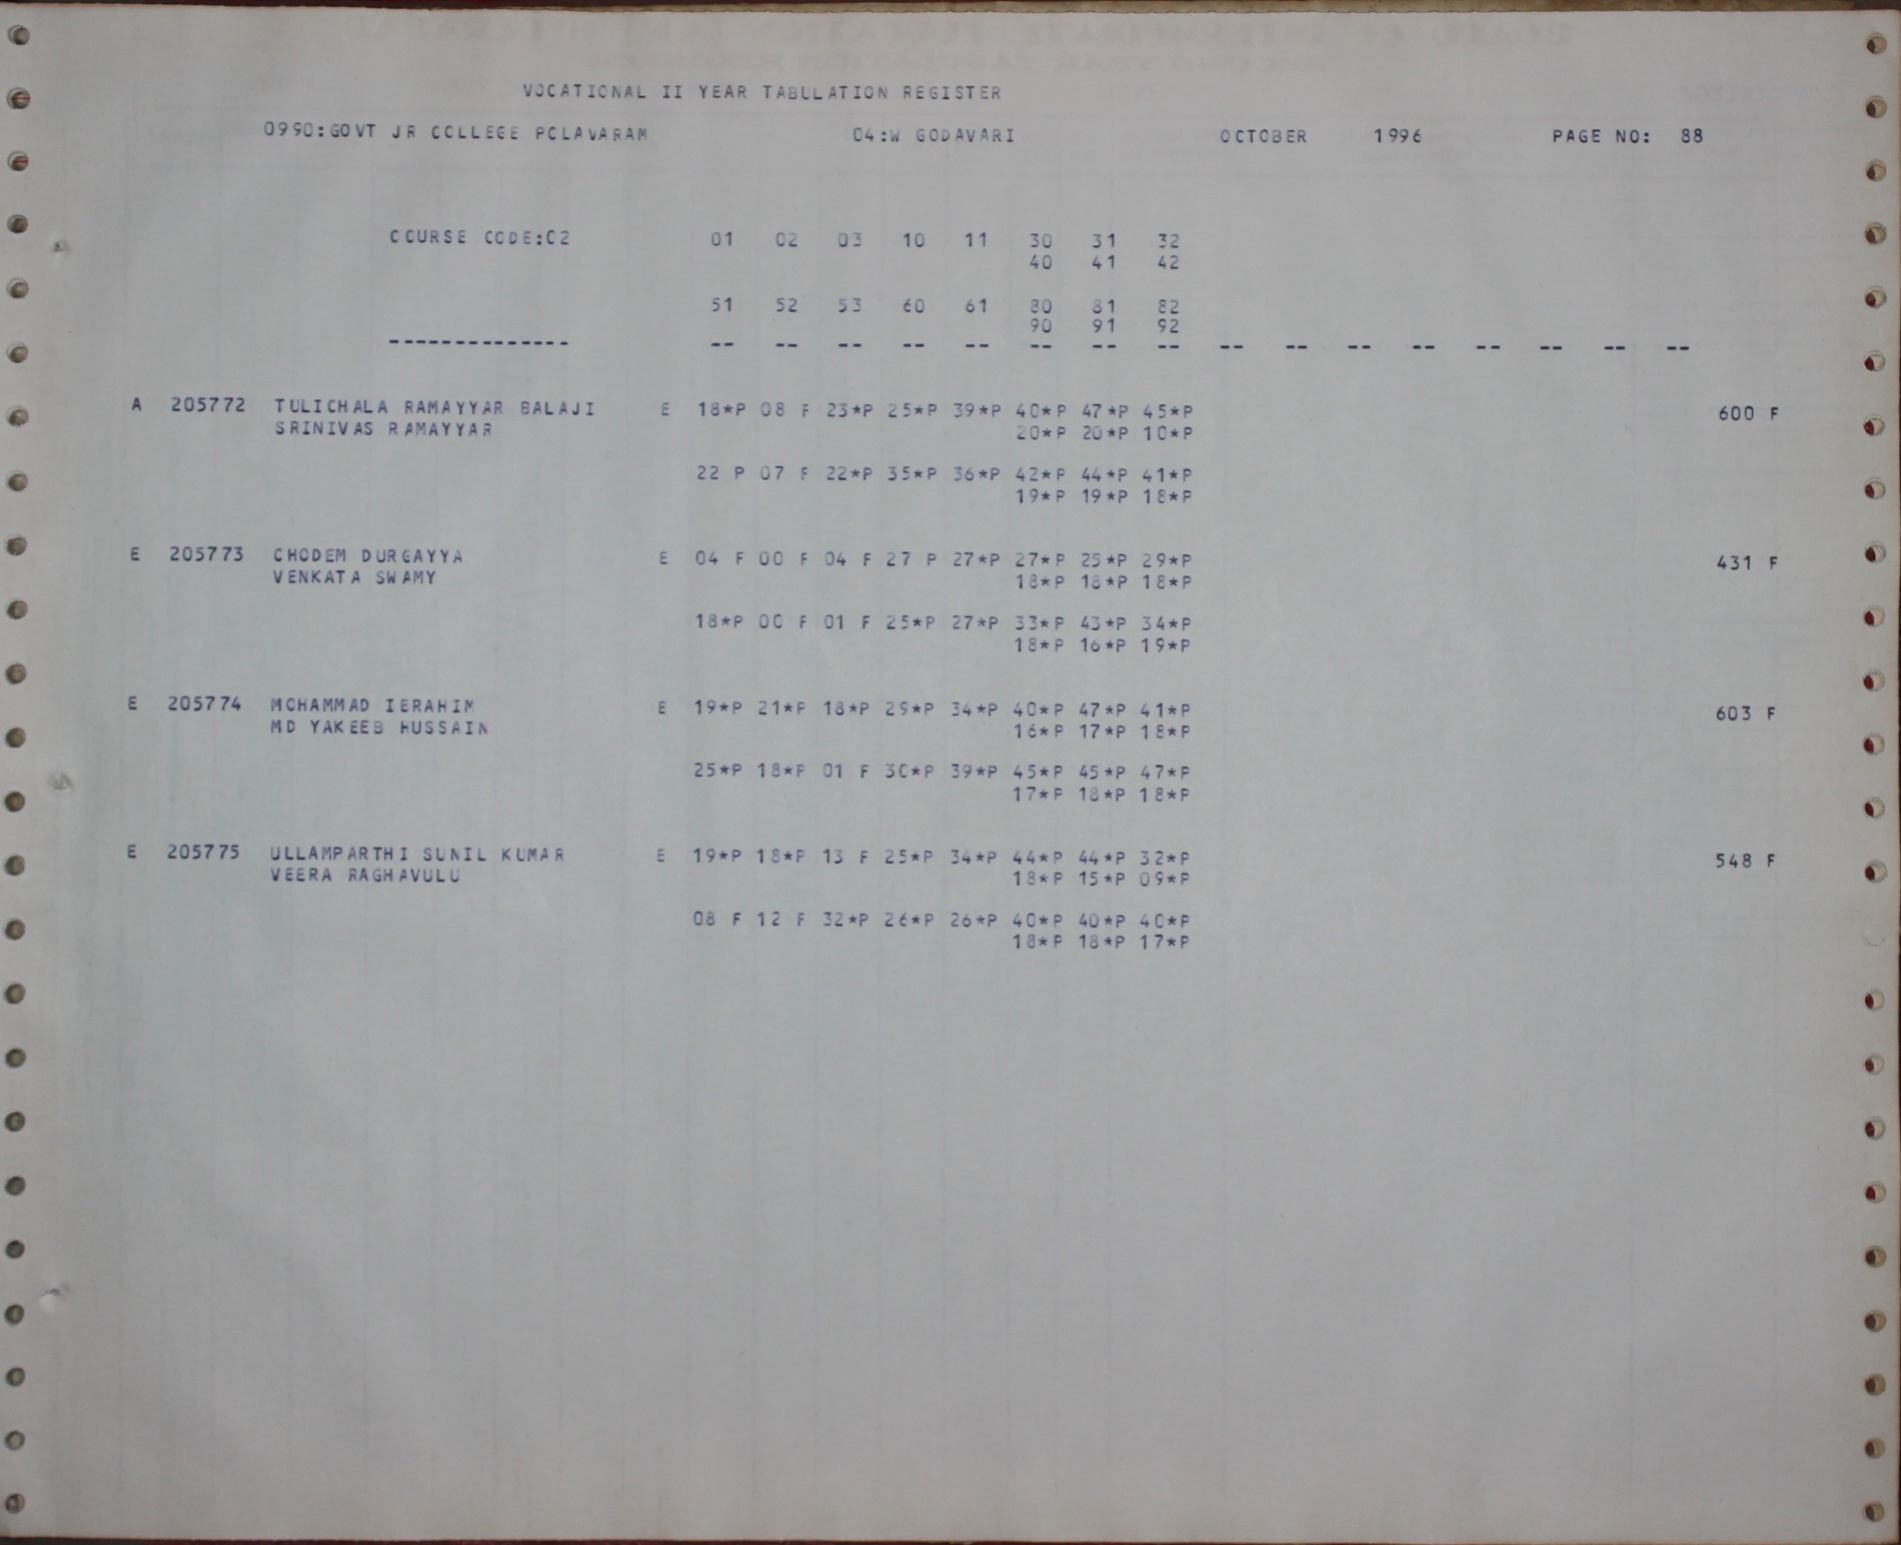 VOCATIONAL II YEAR TABULATION REGISTER
0990:GOVT JR COLLEGE POLAVARAM 04:W GODAVARI OCTOBER 1996 PAGE NO: 88
COURSE CODE:C2 01 02 03 10 11 30 31 32
40 41 42
51 52 53 60 61 80 81 82
90 91 92
-------------- -- -- -- -- -- -- -- -- -- -- -- -- -- -- -- --
A 205772 TULICHALA RAMAYYAR BALAJI E 18*P 08 F 23*P 25*P 39*P 40*P 47*P 45*P 600 F
SRINIVAS RAMAYYAR 20*P 20*P 10*P
22 P 07 F 22*P 35*P 36*P 42*P 44*P 41*P
19*P 19*P 18*P
E 205773 CHODEM DURGAYYA E 04 F 00 F 04 F 27 P 27*P 27*P 25*P 29*P 431 F
VENKATA SWAMY 18*P 18*P 18*P
18*P 00 F 01 F 25*P 27*P 33*P 43*P 34*P
18*P 16*P 19*P
E 205774 MOHAMMAD IBRAHIM E 19*P 21*P 18*P 29*P 34*P 40*P 47*P 41*P 603 F
MD YAKEEB HUSSAIN 16*P 17*P 18*P
25*P 18*P 01 F 30*P 39*P 45*P 45*P 47*P
17*P 18*P 18*P
E 205775 ULLAMPARTHI SUNIL KUMAR E 19*P 18*P 13 F 25*P 34*P 44*P 44*P 32*P 548 F
VEERA RAGHAVULU 18*P 15*P 09*P
08 F 12 F 32*P 26*P 26*P 40*P 40*P 40*P
18*P 18*P 17*P